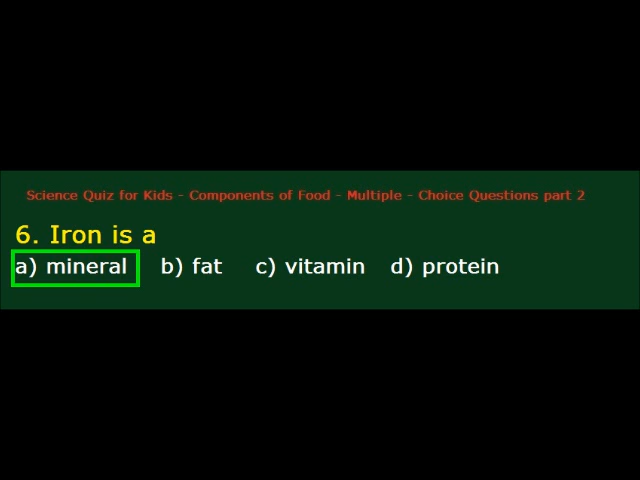 Science Quiz for Kids - Components of Food - Multiple - Choice Questions part 2
6. Iron is a
a) mineral b) fat c) vitamin d) protein